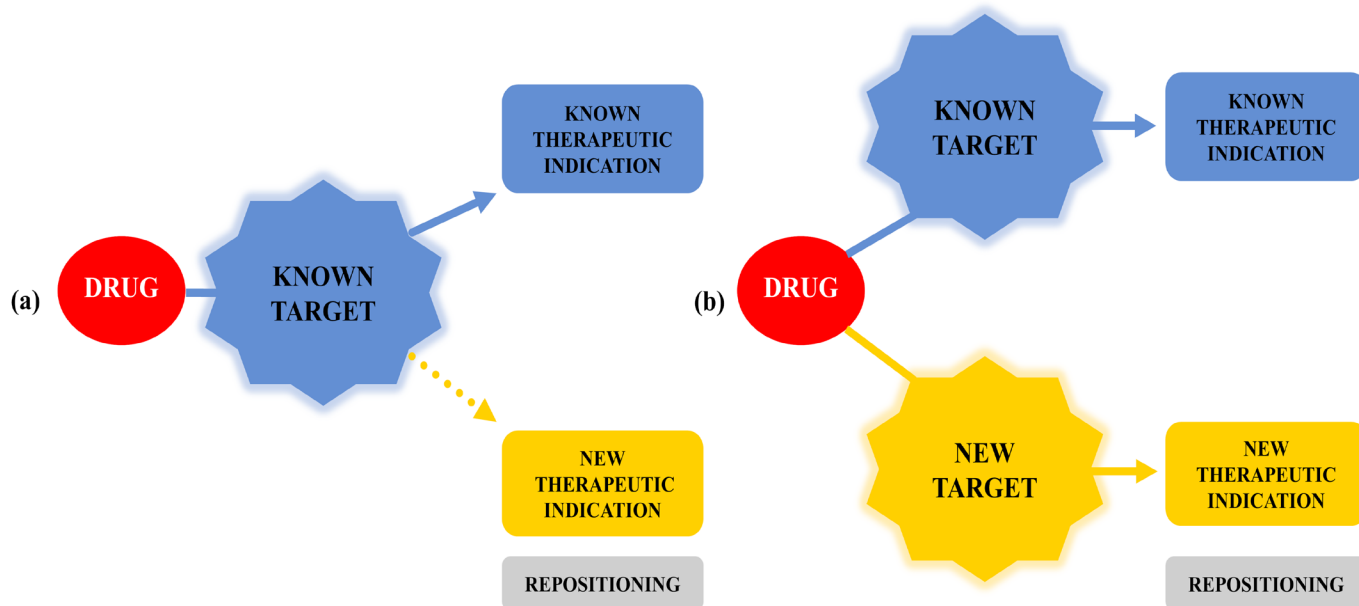 (a)
DRUG
KNOWN
TARGET
KNOWN
THERAPEUTIC
INDICATION
NEW
THERAPEUTIC
INDICATION
REPOSITIONING
(b)
DRUG
KNOWN
TARGET
KNOWN
THERAPEUTIC
INDICATION
NEW
TARGET
NEW
THERAPEUTIC
INDICATION
REPOSITIONING